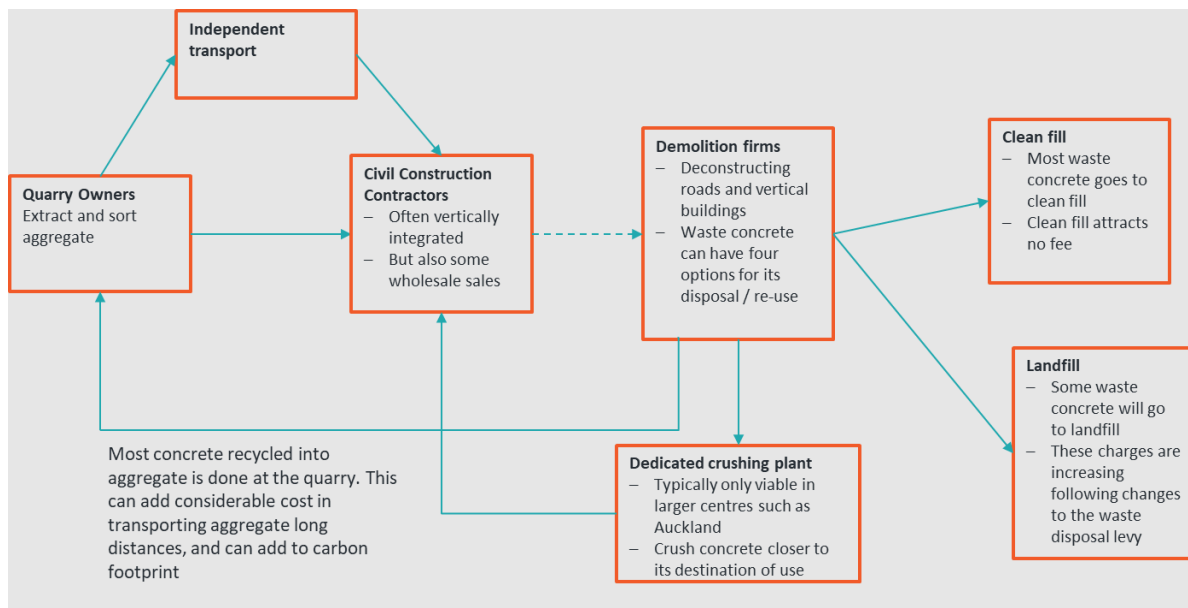 Independent
transport
Quarry Owners
Extract and sort
aggregate
Civil Construction
Contractors
– Often vertically
integrated
– But also some
wholesale sales
Demolition firms
– Deconstructing
roads and vertical
buildings
– Waste concrete
can have four
options for its
disposal / re-use
Clean fill
– Most waste
concrete goes to
clean fill
– Clean fill attracts
no fee
Landfill
– Some waste
concrete will go
to landfill
– These charges are
increasing
following changes
to the waste
disposal levy
Most concrete recycled into
aggregate is done at the quarry. This
can add considerable cost in
transporting aggregate long
distances, and can add to carbon
footprint
Dedicated crushing plant
– Typically only viable in
larger centres such as
Auckland
– Crush concrete closer to
its destination of use